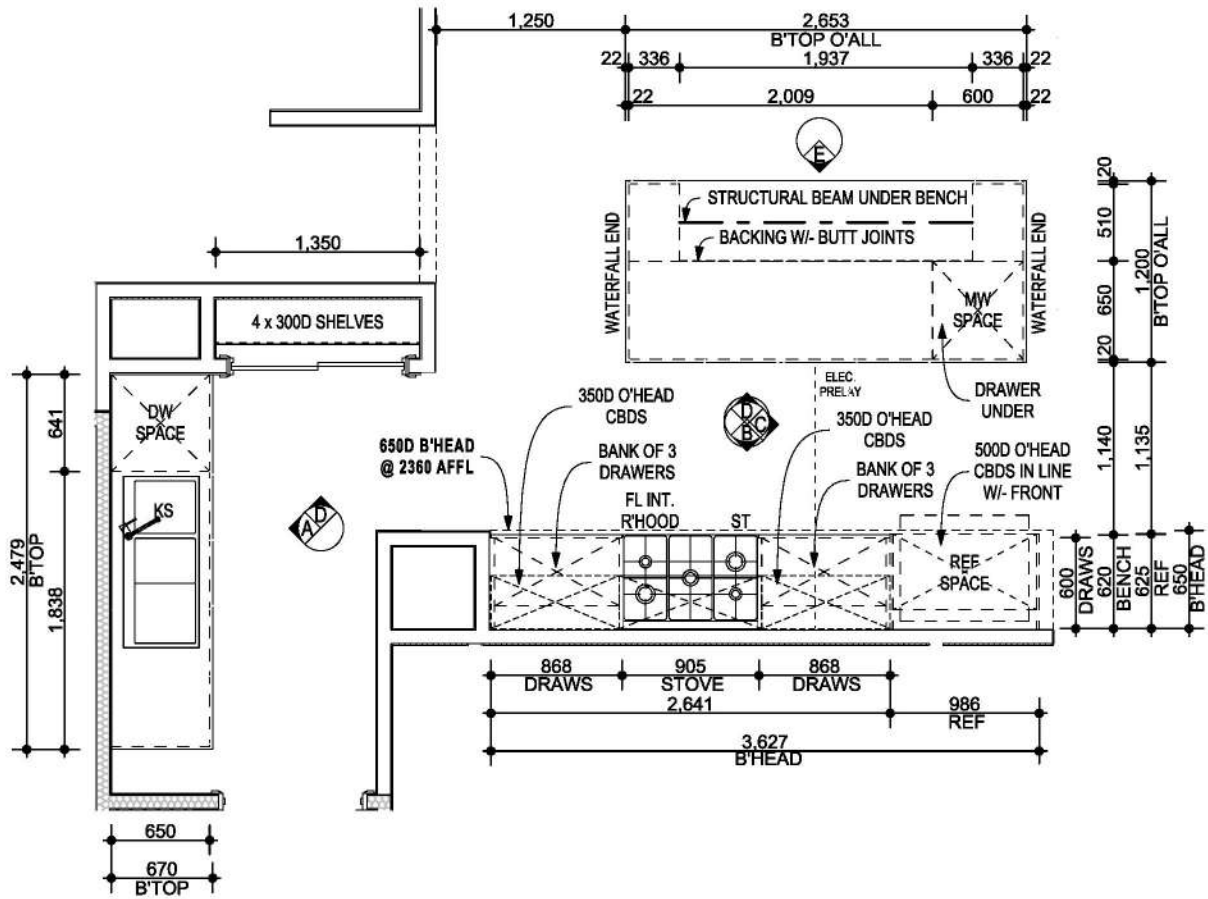 1,250
2,653
B'TOP O'ALL
22 336 1,937 336 22
22 2,009 600 22
E
STRUCTURAL BEAM UNDER BENCH
BACKING W/- BUTT JOINTS
WATERFALL END
WATERFALL END
MW
SPACE
20
510
650
20
1,200
B'TOP O'ALL
1,350
4 x 300D SHELVES
DW
SPACE
KS
641
1,838
2,479
B'TOP
A
D
350D O'HEAD
CBDS
650D B'HEAD
@ 2360 AFFL
BANK OF 3
DRAWERS
FL INT.
R'HOOD
ST
D
B
C
ELEC.
PRELAY
350D O'HEAD
CBDS
BANK OF 3
DRAWERS
DRAWER
UNDER
500D O'HEAD
CBDS IN LINE
W/- FRONT
REF
SPACE
1,140
1,135
600
DRAWS
620
BENCH
625
REF
650
B'HEAD
868
DRAWS
905
STOVE
868
DRAWS
2,641
986
REF
3,627
B'HEAD
650
670
B'TOP